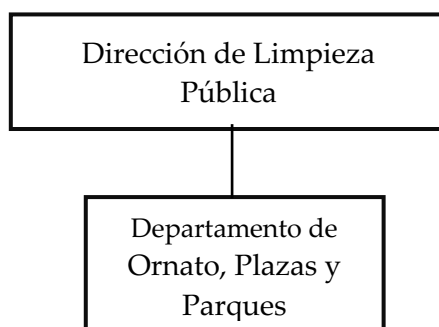 Dirección de Limpieza
Pública
Departamento de
Ornato, Plazas y
Parques